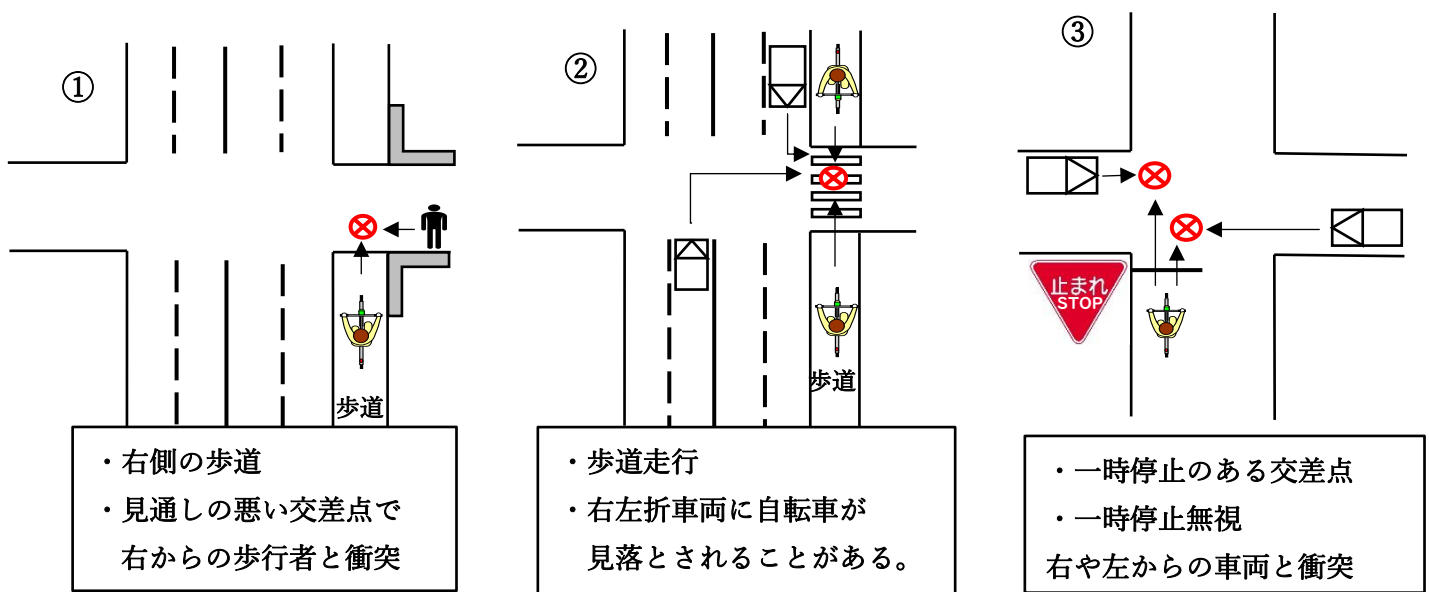 ①
歩道
・右側の歩道
・見通しの悪い交差点で
右からの歩行者と衝突
②
歩道
・歩道走行
・右左折車両に自転車が
見落とされることがある。
③
止まれ
STOP
・一時停止のある交差点
・一時停止無視
右や左からの車両と衝突